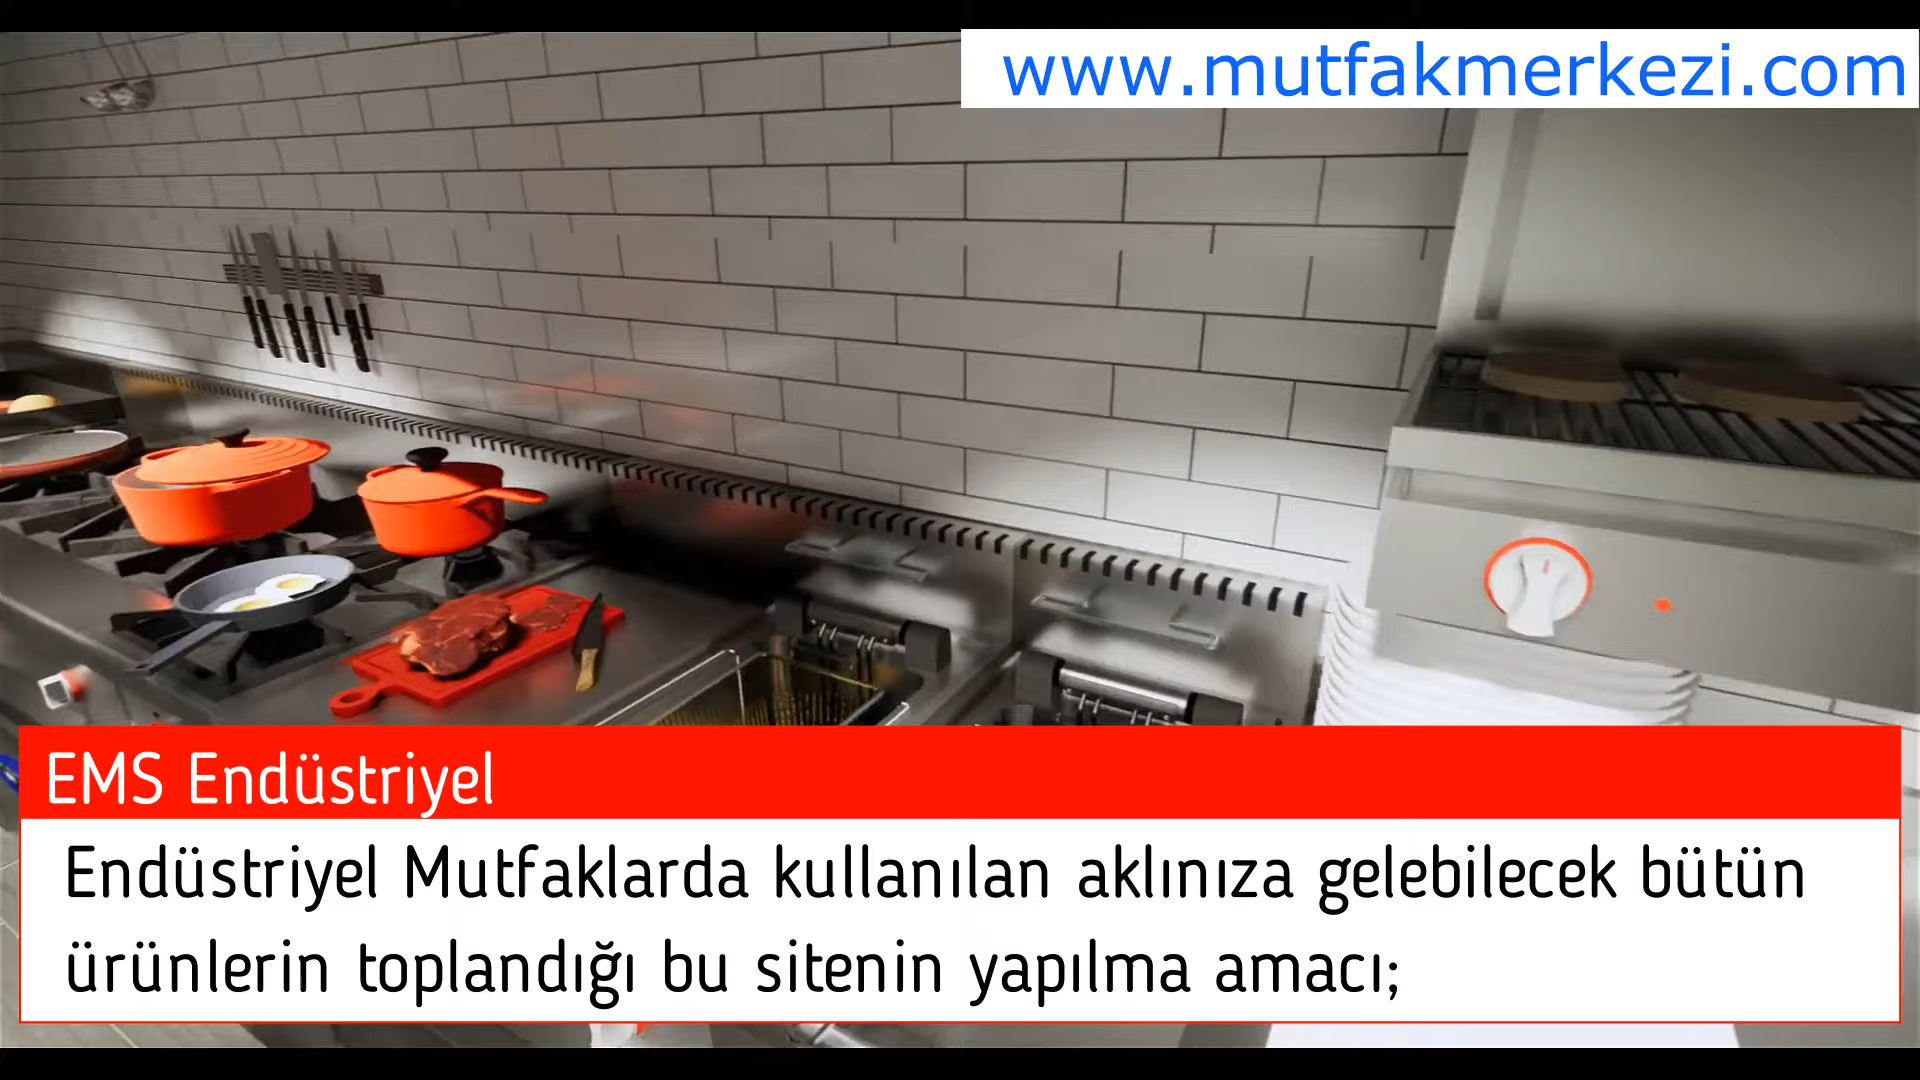 www.mutfakmerkezi.com
EMS Endüstriyel
Endüstriyel Mutfaklarda kullanılan aklınıza gelebilecek bütün
ürünlerin toplandığı bu sitenin yapılma amacı;